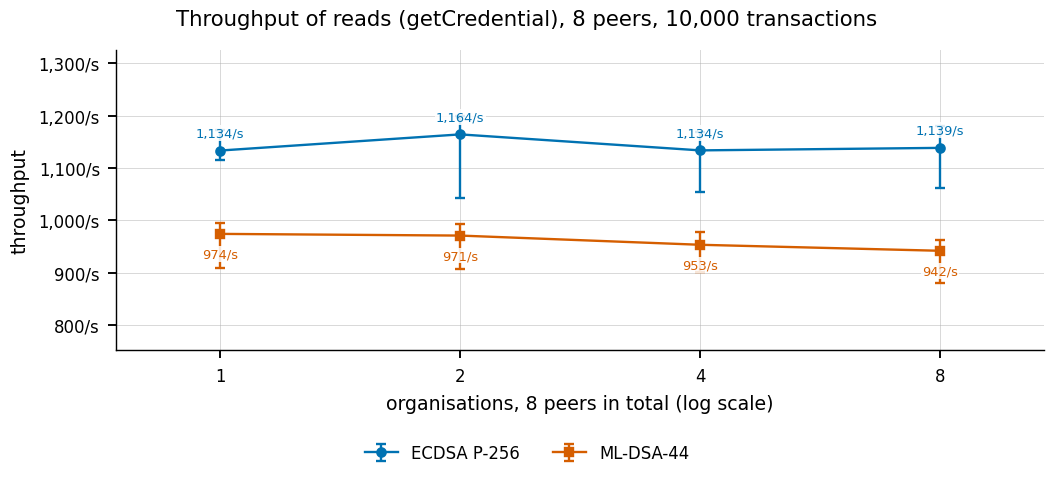 Throughput of reads (getCredential), 8 peers, 10,000 transactions
throughput
1,300/s
1,200/s
1,100/s
1,000/s
900/s
800/s
1,134/s
1,164/s
1,134/s
1,139/s
974/s
971/s
953/s
942/s
1
2
4
8
organisations, 8 peers in total (log scale)
ECDSA P-256
ML-DSA-44